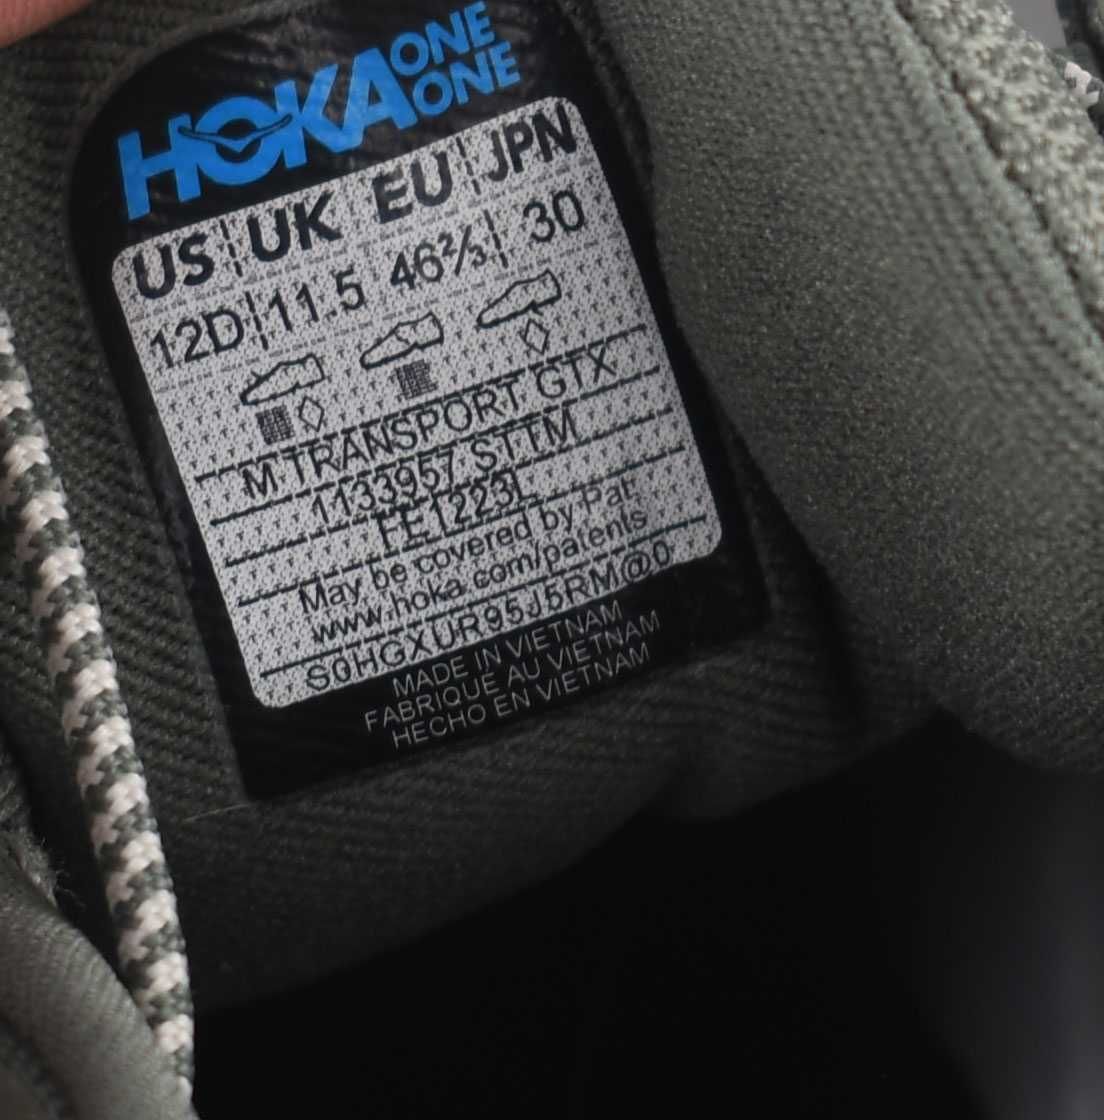 HOKA ONE ONE
US UK EU JPN
12D 11.5 46⅔ 30
M TRANSPORT GTX
1133957 STTM
FE1223L
May be covered by Pat
www.hoka.com/patents
S0HGXUR95J5RM@0
MADE IN VIETNAM
FABRIQUE AU VIETNAM
HECHO EN VIETNAM